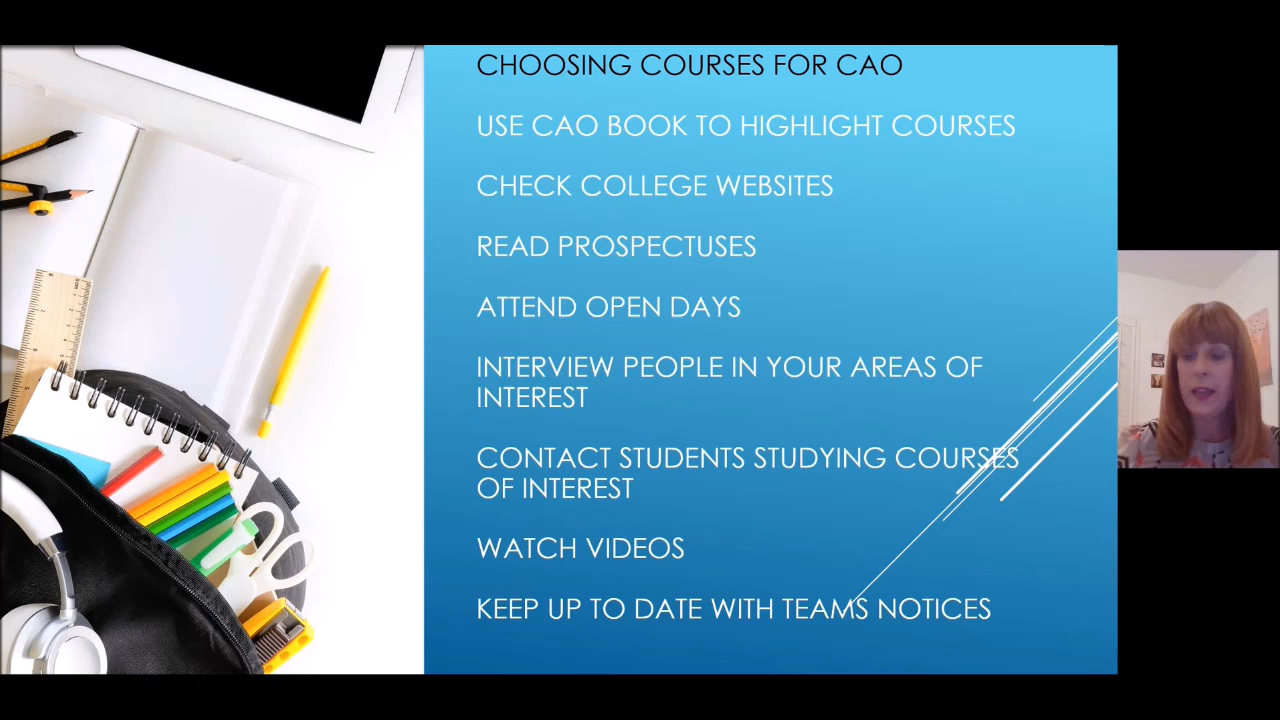 CHOOSING COURSES FOR CAO
USE CAO BOOK TO HIGHLIGHT COURSES
CHECK COLLEGE WEBSITES
READ PROSPECTUSES
ATTEND OPEN DAYS
INTERVIEW PEOPLE IN YOUR AREAS OF
INTEREST
CONTACT STUDENTS STUDYING COURSES
OF INTEREST
WATCH VIDEOS
KEEP UP TO DATE WITH TEAMS NOTICES